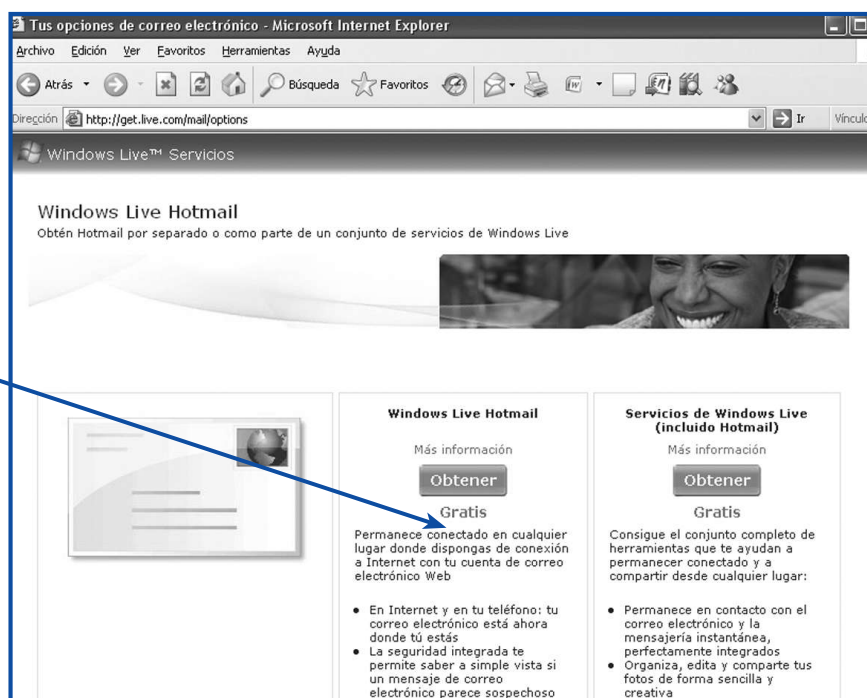 Tus opciones de correo electrónico - Microsoft Internet Explorer
Archivo Edición Ver Favoritos Herramientas Ayuda
Atrás Búsqueda Favoritos
Dirección http://get.live.com/mail/options Ir Vínculo
Windows Live™ Servicios
Windows Live Hotmail
Obtén Hotmail por separado o como parte de un conjunto de servicios de Windows Live
Windows Live Hotmail
Más información
Obtener
Gratis
Permanece conectado en cualquier
lugar donde dispongas de conexión
a Internet con tu cuenta de correo
electrónico Web
• En Internet y en tu teléfono: tu
correo electrónico está ahora
donde tú estás
• La seguridad integrada te
permite saber a simple vista si
un mensaje de correo
electrónico parece sospechoso
Servicios de Windows Live
(incluido Hotmail)
Más información
Obtener
Gratis
Consigue el conjunto completo de
herramientas que te ayudan a
permanecer conectado y a
compartir desde cualquier lugar:
• Permanece en contacto con el
correo electrónico y la
mensajería instantánea,
perfectamente integrados
• Organiza, edita y comparte tus
fotos de forma sencilla y
creativa